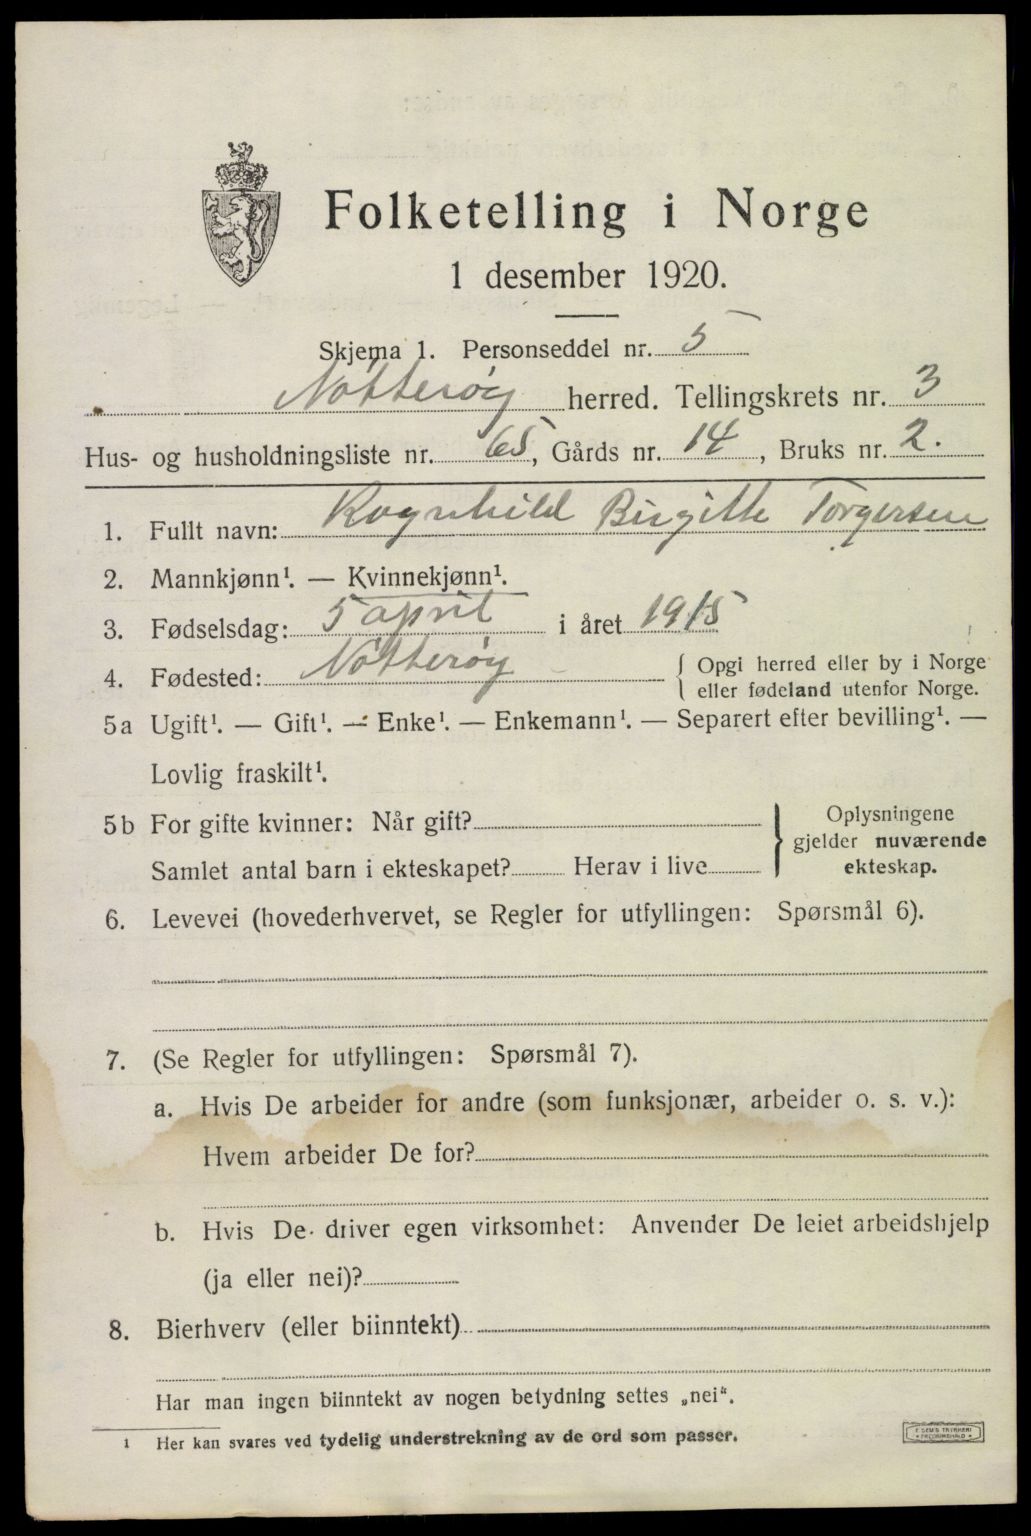 Folketelling i Norge
1 desember 1920.
Skjema 1. Personseddel nr. 5
Nötterøy herred. Tellingskrets nr. 3
Hus- og husholdningsliste nr. 65, Gårds nr. 14, Bruks nr. 2.
1. Fullt navn: Ragnhild Birgitte Torgersen
2. Mannkjønn¹. — Kvinnekjønn¹.
3. Fødselsdag: 5 april i året 1915
4. Fødested: Nötterøy { Opgi herred eller by i Norge
eller fødeland utenfor Norge.
5a Ugift¹. — Gift¹. — Enke¹. — Enkemann¹. — Separert efter bevilling¹. —
Lovlig fraskilt¹.
5b For gifte kvinner: Når gift?
Samlet antal barn i ekteskapet? Herav i live
} Oplysningene
gjelder nuværende
ekteskap.
6. Levevei (hovederhvervet, se Regler for utfyllingen: Spørsmål 6).
7. (Se Regler for utfyllingen: Spørsmål 7).
a. Hvis De arbeider for andre (som funksjonær, arbeider o. s. v.):
Hvem arbeider De for?
b. Hvis De driver egen virksomhet: Anvender De leiet arbeidshjelp
(ja eller nei)?
8. Bierhverv (eller biinntekt)
Har man ingen biinntekt av nogen betydning settes „nei“.
¹ Her kan svares ved tydelig understrekning av de ord som passer.
E. SEM'S TRYKKERI
FREDRIKSHALD